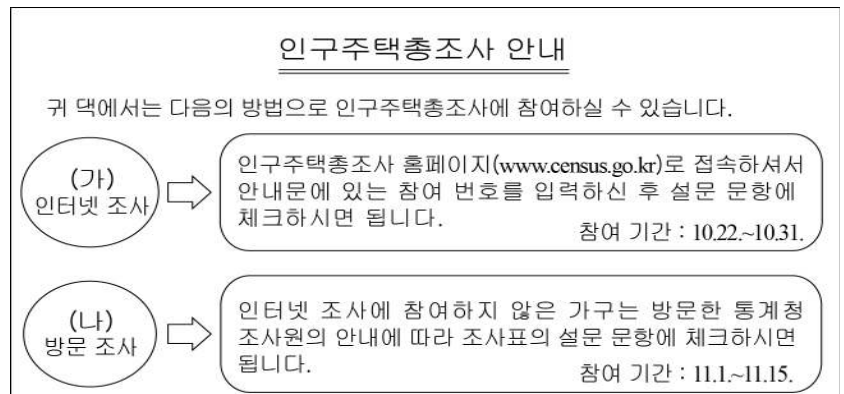 인구주택총조사 안내
귀 댁에서는 다음의 방법으로 인구주택총조사에 참여하실 수 있습니다.
(가)
인터넷 조사
인구주택총조사 홈페이지(www.census.go.kr)로 접속하셔서
안내문에 있는 참여 번호를 입력하신 후 설문 문항에
체크하시면 됩니다.
참여 기간 : 10.22.~10.31.
(나)
방문 조사
인터넷 조사에 참여하지 않은 가구는 방문한 통계청
조사원의 안내에 따라 조사표의 설문 문항에 체크하시면
됩니다.
참여 기간 : 11.1.~11.15.